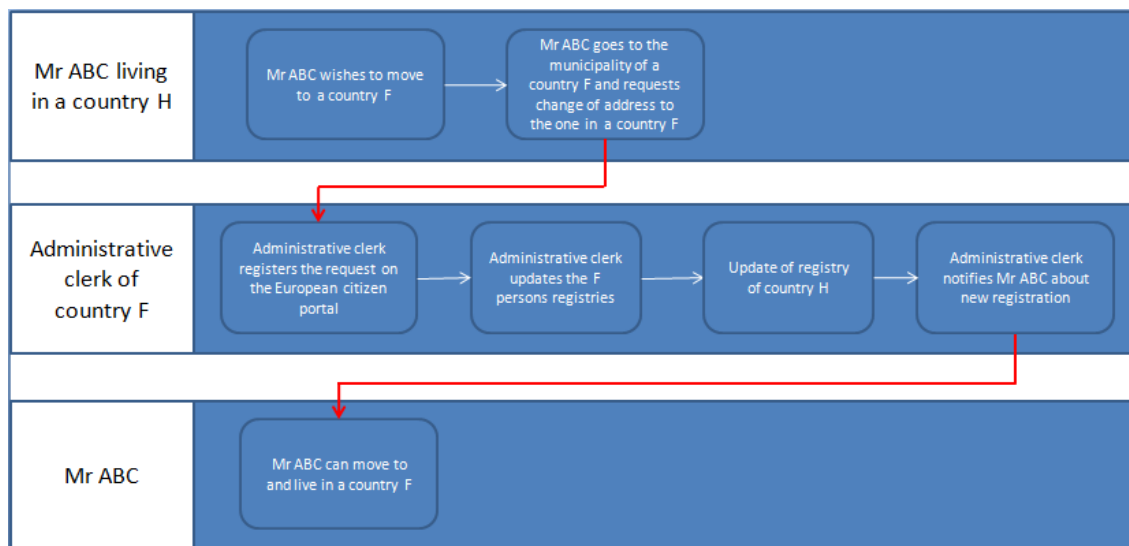 Mr ABC living
in a country H
Mr ABC wishes to move
to a country F
Mr ABC goes to the
municipality of a
country F and requests
change of address to
the one in a country F
Administrative
clerk of
country F
Administrative clerk
registers the request on
the European citizen
portal
Administrative clerk
updates the F
persons registries
Update of registry
of country H
Administrative clerk
notifies Mr ABC about
new registration
Mr ABC
Mr ABC can move to
and live in a country F